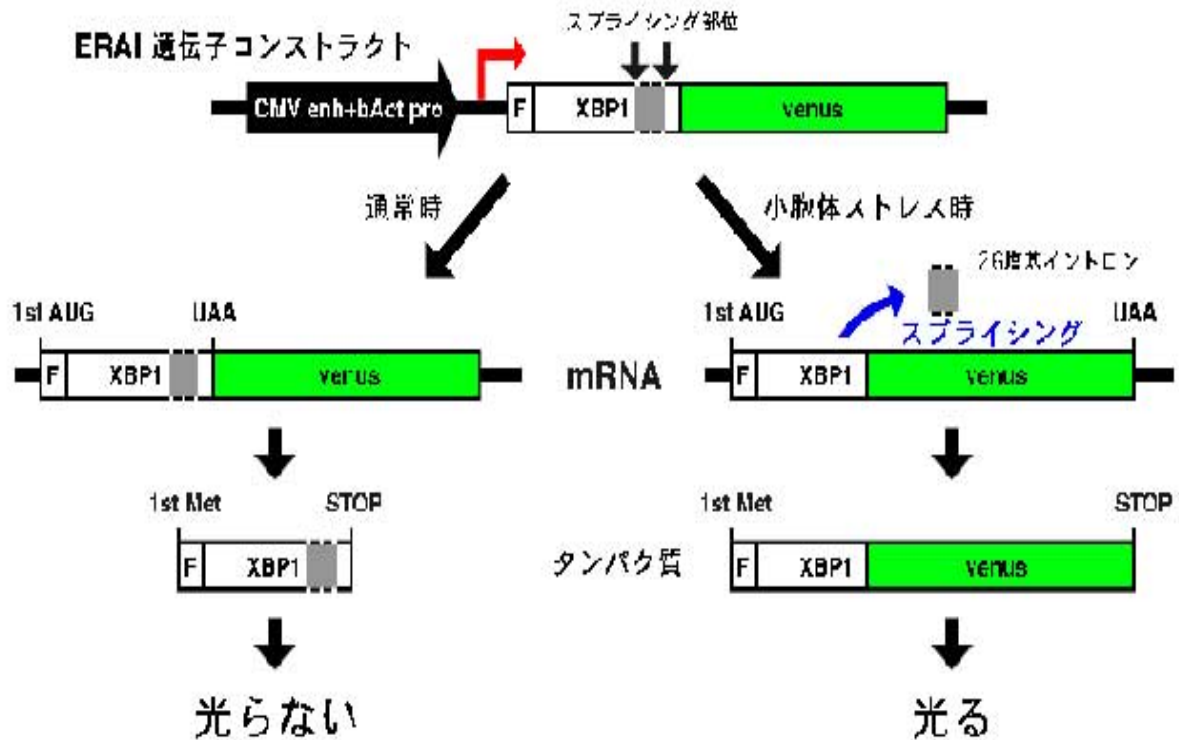 スプライシング部位
ERAI 遺伝子コンストラクト
CMV enh+bAct pro
F XBP1 venus
通常時
小胞体ストレス時
26塩基イントロン
1st AUG UAA
1st AUG UAA
スプライシング
F XBP1 venus
mRNA
F XBP1 venus
1st Met STOP
1st Met STOP
F XBP1
タンパク質
F XBP1 venus
光らない
光る